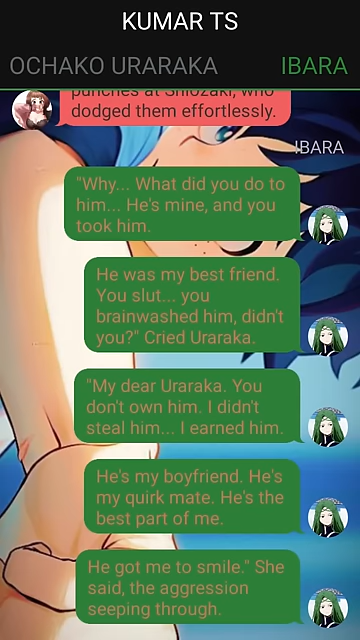 KUMAR TS
OCHAKO URARAKA IBARA
punches at Shiozaki, who
dodged them effortlessly.
IBARA
"Why... What did you do to
him... He's mine, and you
took him.
He was my best friend.
You slut... you
brainwashed him, didn't
you?" Cried Uraraka.
"My dear Uraraka. You
don't own him. I didn't
steal him... I earned him.
He's my boyfriend. He's
my quirk mate. He's the
best part of me.
He got me to smile." She
said, the aggression
seeping through.